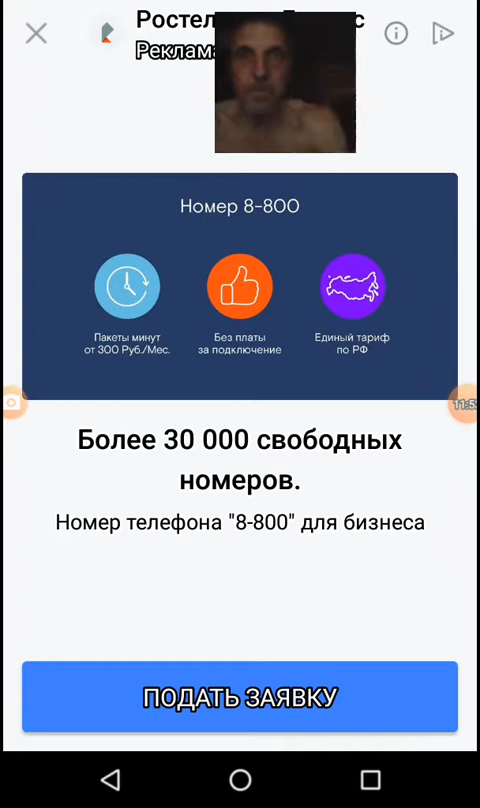 Реклама
Номер 8-800
Пакеты минут
от 300 Руб./Мес.
Без платы
за подключение
Единый тариф
по РФ
Более 30 000 свободных
номеров.
Номер телефона "8-800" для бизнеса
ПОДАТЬ ЗАЯВКУ